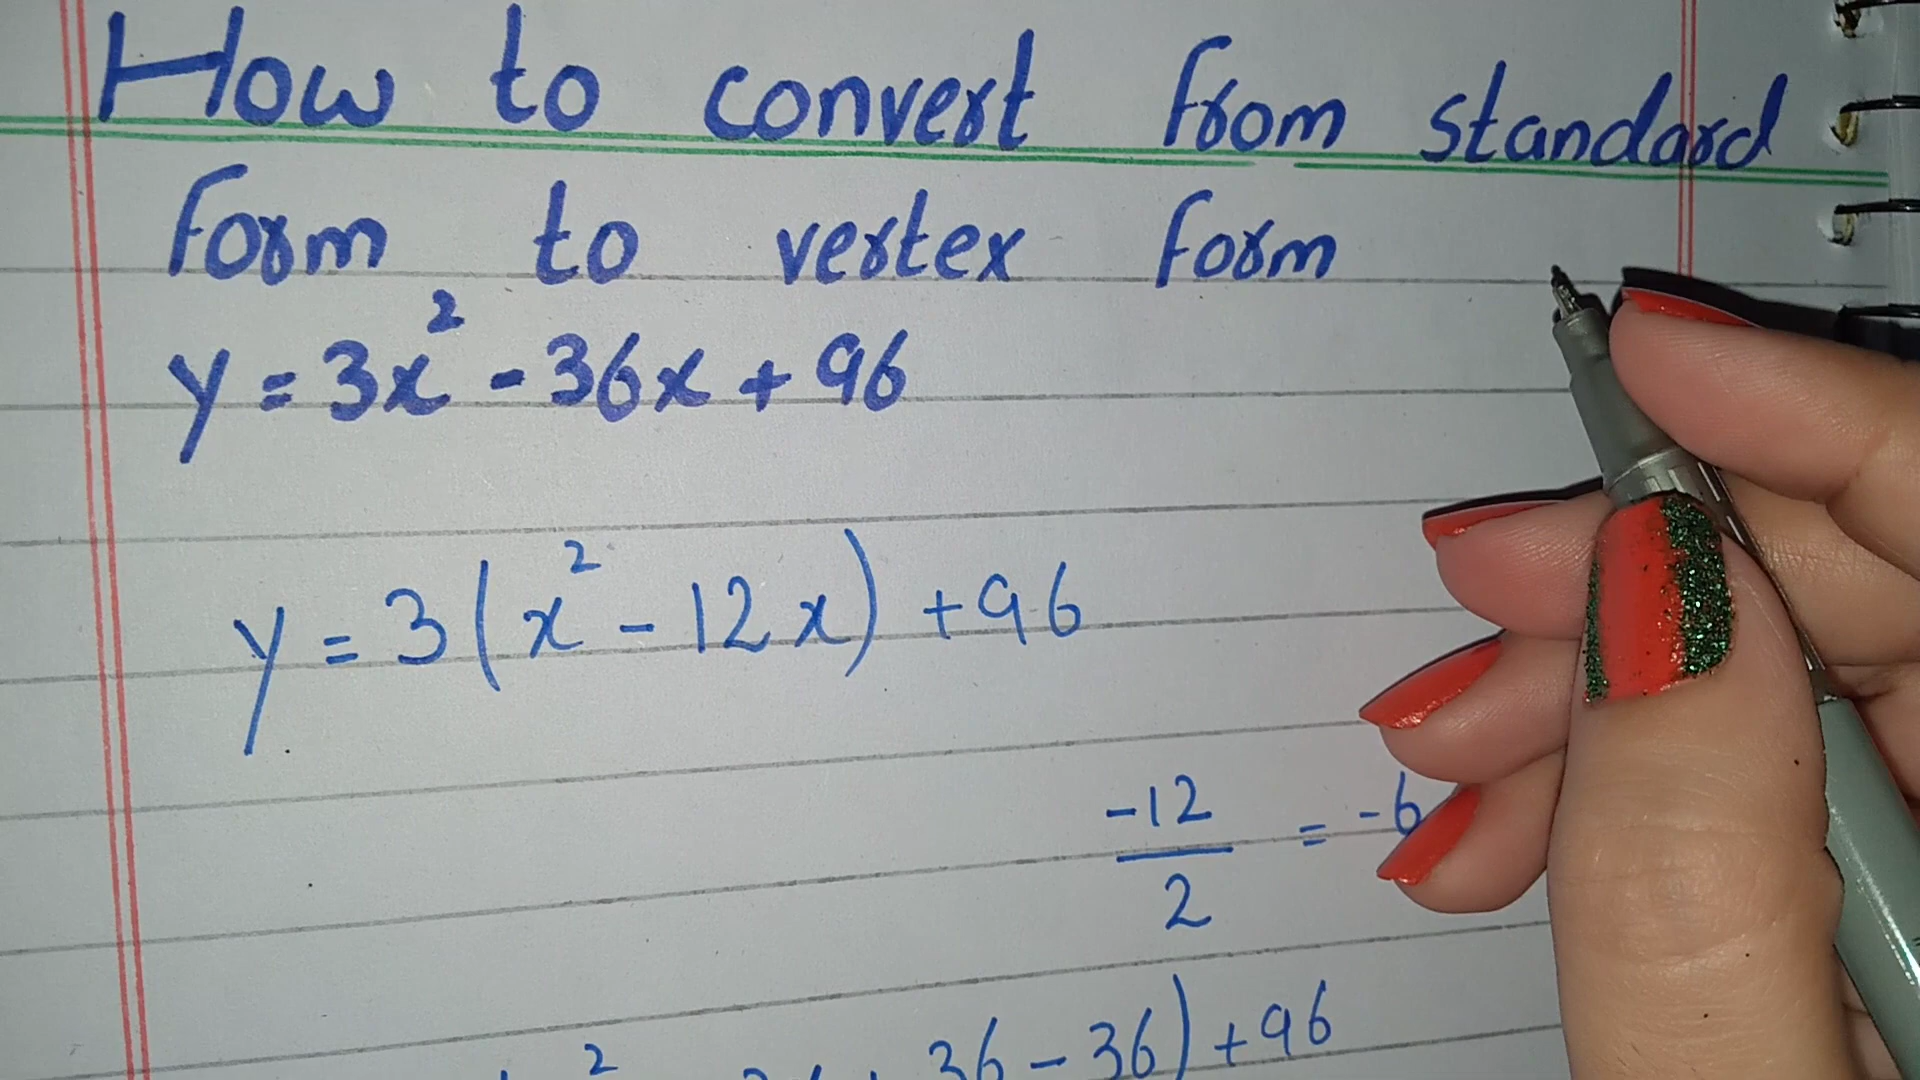 How to convert from standard
form to vertex form
y = 3x² - 36x + 96
y = 3(x² - 12x) + 96
-12/2 = -6
² 36 - 36) + 96